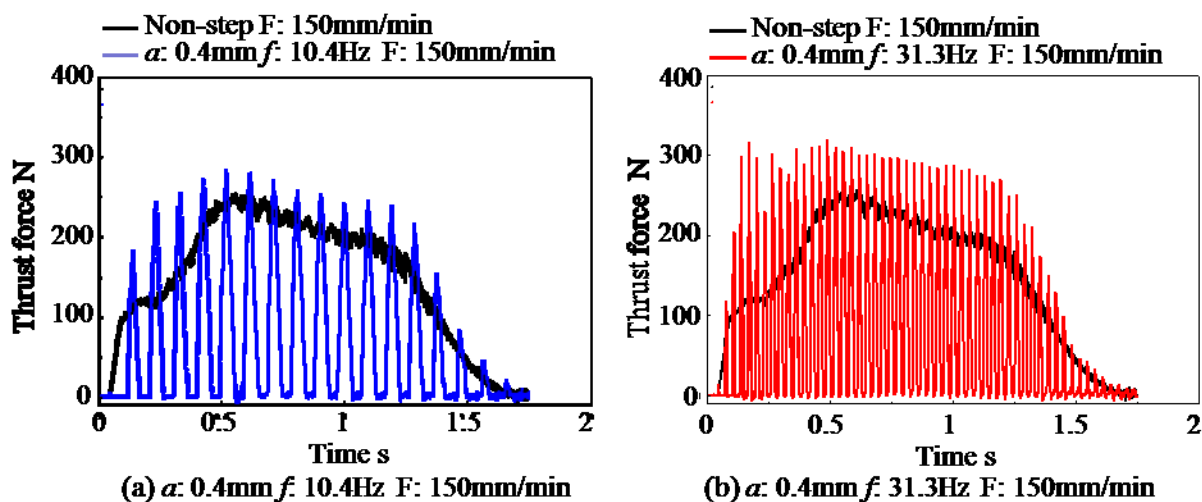 Non-step F: 150mm/min
a: 0.4mm f: 10.4Hz F: 150mm/min
400
300
200
100
0
Thrust force N
0 0.5 1 1.5 2
Time s
(a) a: 0.4mm f: 10.4Hz F: 150mm/min
Non-step F: 150mm/min
a: 0.4mm f: 31.3Hz F: 150mm/min
400
300
200
100
0
Thrust force N
0 0.5 1 1.5 2
Time s
(b) a: 0.4mm f: 31.3Hz F: 150mm/min